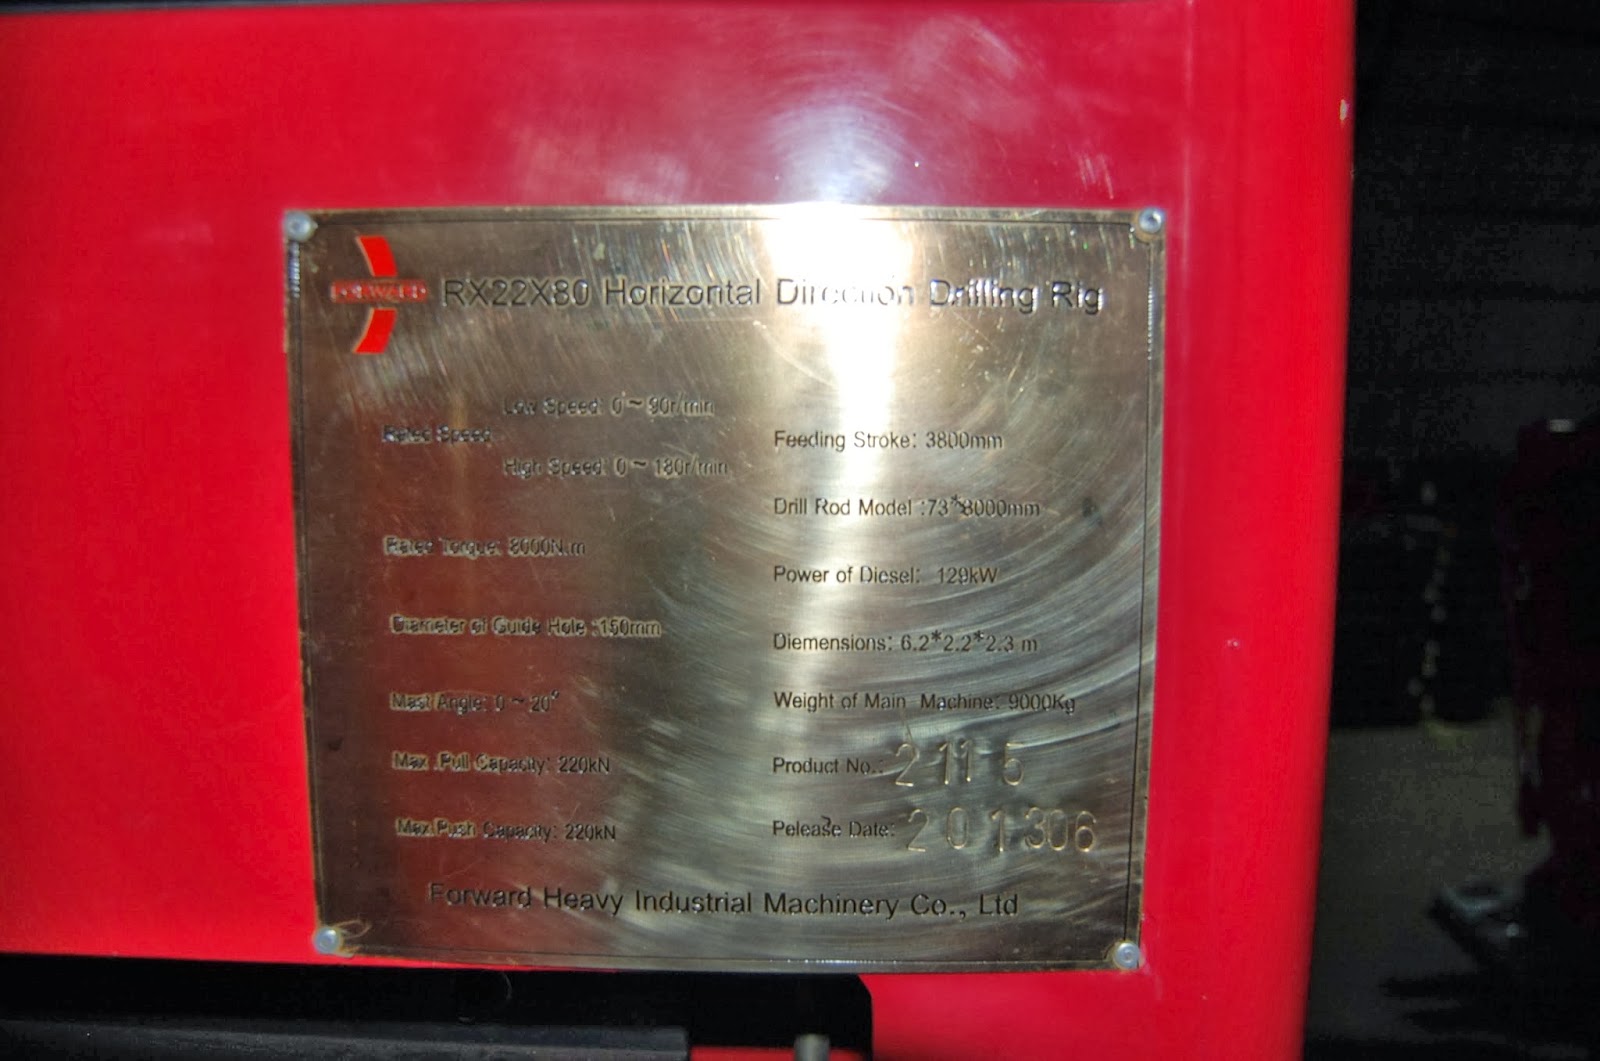 FORWARD
RX22X80 Horizontal Direction Drilling Rig
Low Speed: 0~90r/min
Rated Speed
High Speed: 0~180r/min
Rated Torque: 8000N.m
Diameter of Guide Hole :150mm
Mast Angle: 0~20°
Max .Pull Capacity: 220kN
Max.Push Capacity: 220kN
Feeding Stroke: 3800mm
Drill Rod Model :73*3000mm
Power of Diesel: 129kW
Diemensions: 6.2*2.2*2.3 m
Weight of Main Machine: 9000Kg
Product No.: 2115
Pelease Date: 201306
Forward Heavy Industrial Machinery Co., Ltd